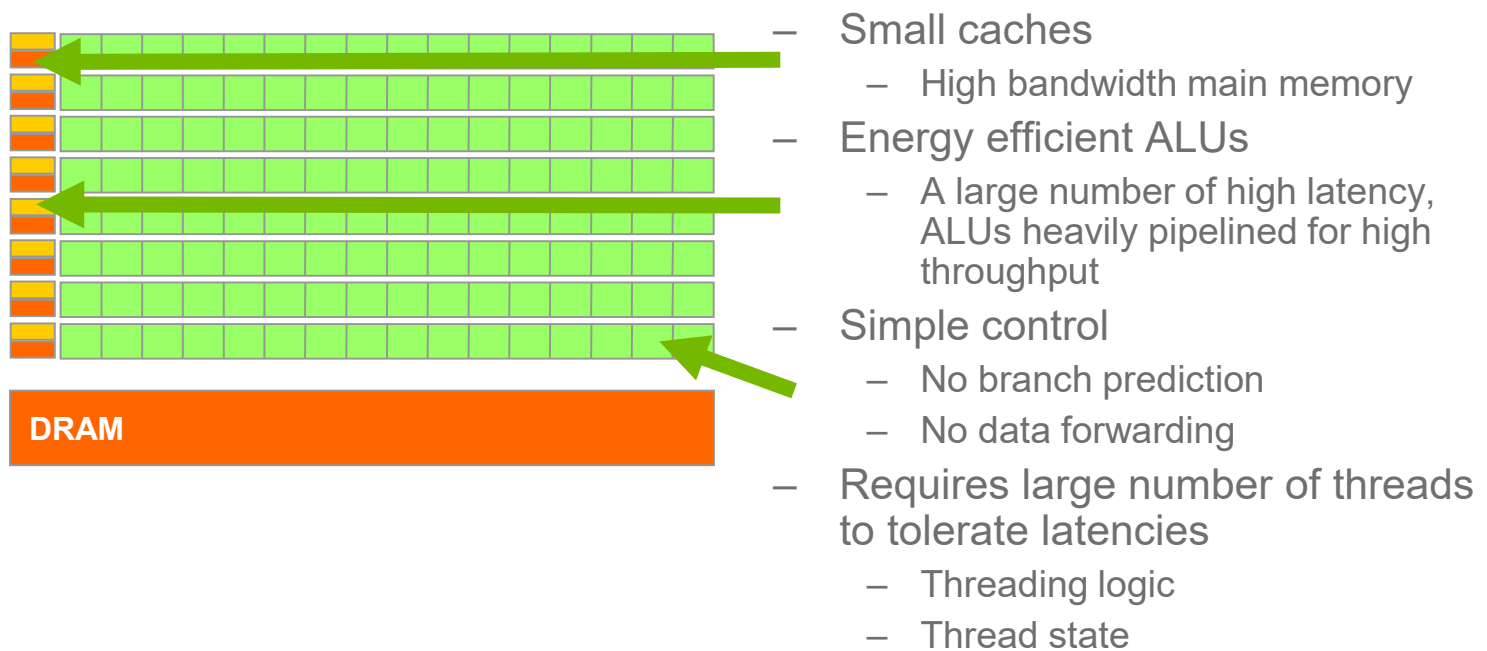 – Small caches
– High bandwidth main memory
– Energy efficient ALUs
– A large number of high latency,
ALUs heavily pipelined for high
throughput
– Simple control
– No branch prediction
– No data forwarding
– Requires large number of threads
to tolerate latencies
– Threading logic
– Thread state
DRAM